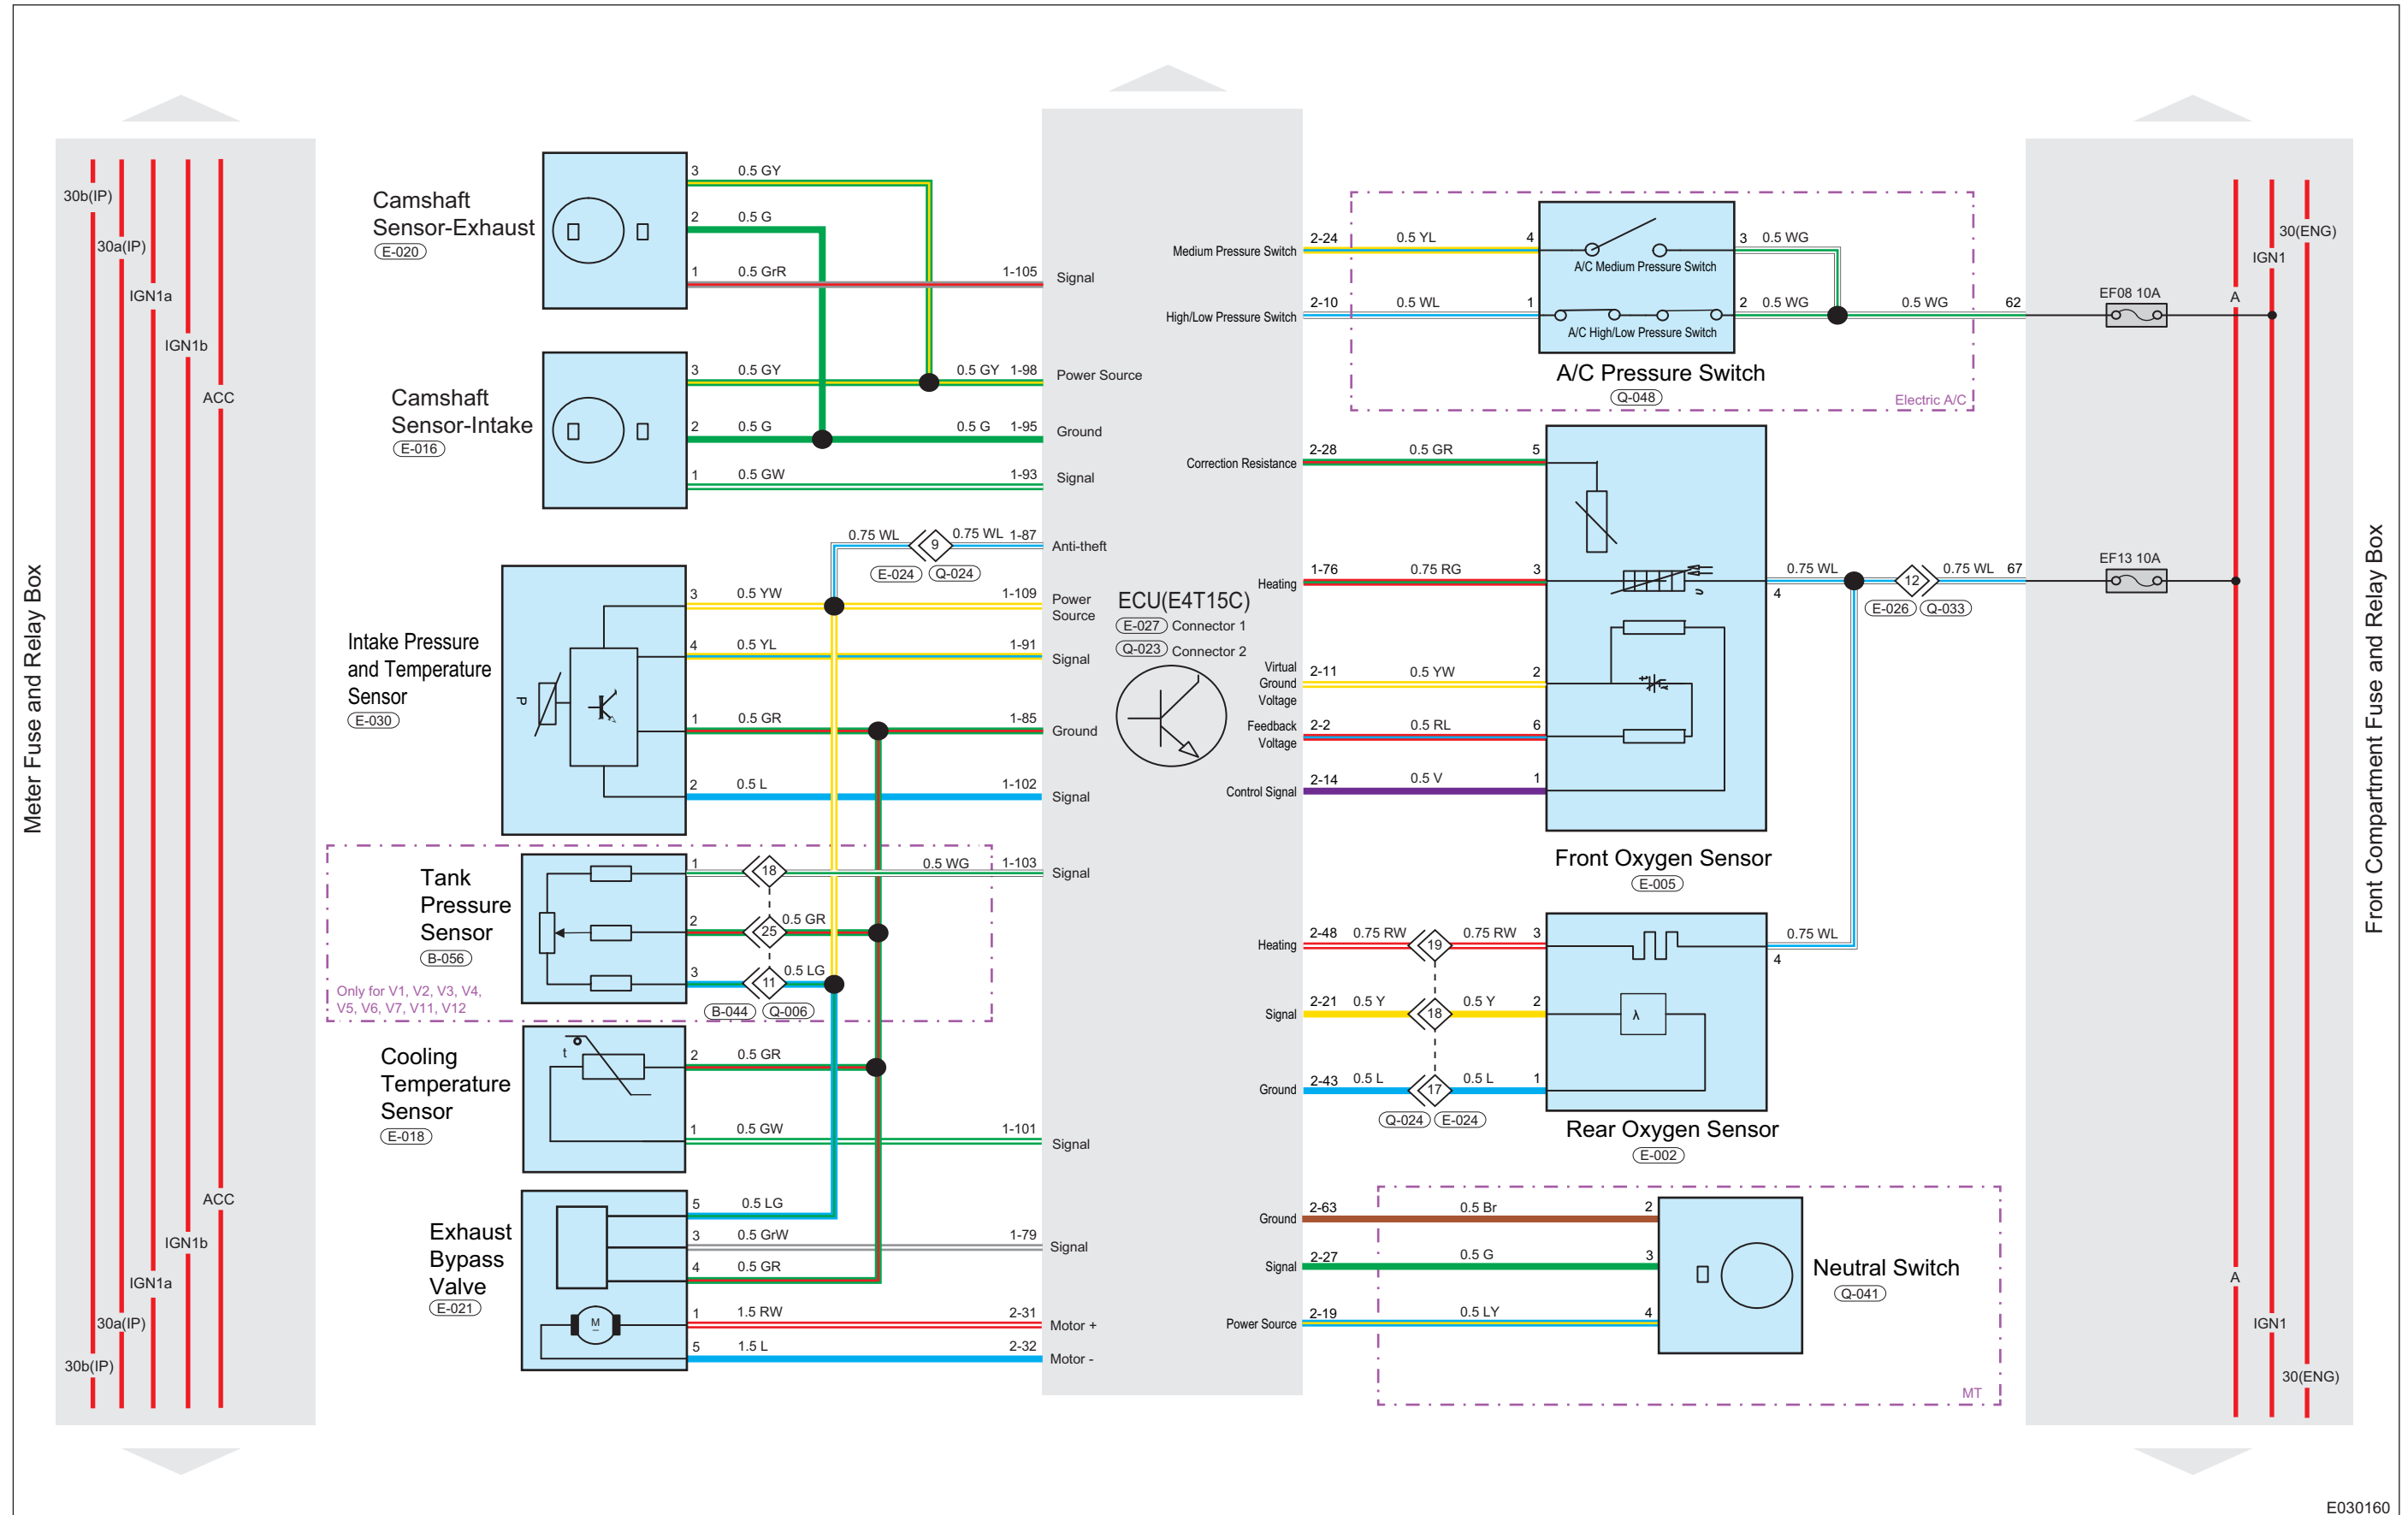 Meter Fuse and Relay Box
30b(IP)
30a(IP)
IGN1a
IGN1b
ACC
ACC
IGN1b
IGN1a
30a(IP)
30b(IP)
Camshaft
Sensor-Exhaust
E-020
3 0.5 GY
2 0.5 G
1 0.5 GrR 1-105 Signal
Camshaft
Sensor-Intake
E-016
3 0.5 GY 0.5 GY 1-98 Power Source
2 0.5 G 0.5 G 1-95 Ground
1 0.5 GW 1-93 Signal
0.75 WL 9 0.75 WL 1-87 Anti-theft
E-024 Q-024
Intake Pressure
and Temperature
Sensor
E-030
P
3 0.5 YW 1-109 Power
Source
4 0.5 YL 1-91 Signal
1 0.5 GR 1-85 Ground
2 0.5 L 1-102 Signal
Tank
Pressure
Sensor
B-056
Only for V1, V2, V3, V4,
V5, V6, V7, V11, V12
1 18 0.5 WG 1-103 Signal
2 25 0.5 GR
3 11 0.5 LG
B-044 Q-006
Cooling
Temperature
Sensor
E-018
t
2 0.5 GR
1 0.5 GW 1-101 Signal
Exhaust
Bypass
Valve
E-021
M
5 0.5 LG
3 0.5 GrW 1-79 Signal
4 0.5 GR
1 1.5 RW 2-31 Motor +
5 1.5 L 2-32 Motor -
ECU(E4T15C)
E-027 Connector 1
Q-023 Connector 2
Medium Pressure Switch 2-24 0.5 YL 4
A/C Medium Pressure Switch
3 0.5 WG
High/Low Pressure Switch 2-10 0.5 WL 1
A/C High/Low Pressure Switch
2 0.5 WG 0.5 WG 62
A/C Pressure Switch
Q-048
Electric A/C
Correction Resistance 2-28 0.5 GR 5
Heating 1-76 0.75 RG 3
4 0.75 WL 12 0.75 WL 67
E-026 Q-033
Virtual
Ground
Voltage
2-11 0.5 YW 2
t
Feedback
Voltage
2-2 0.5 RL 6
Control Signal 2-14 0.5 V 1
Front Oxygen Sensor
E-005
Heating 2-48 0.75 RW 19 0.75 RW 3
0.75 WL
4
Signal 2-21 0.5 Y 18 0.5 Y 2
λ
Ground 2-43 0.5 L 17 0.5 L 1
Q-024 E-024
Rear Oxygen Sensor
E-002
Ground 2-63 0.5 Br 2
Signal 2-27 0.5 G 3
Power Source 2-19 0.5 LY 4
Neutral Switch
Q-041
MT
EF08 10A
EF13 10A
30(ENG)
IGN1
A
A
IGN1
30(ENG)
Front Compartment Fuse and Relay Box
E030160